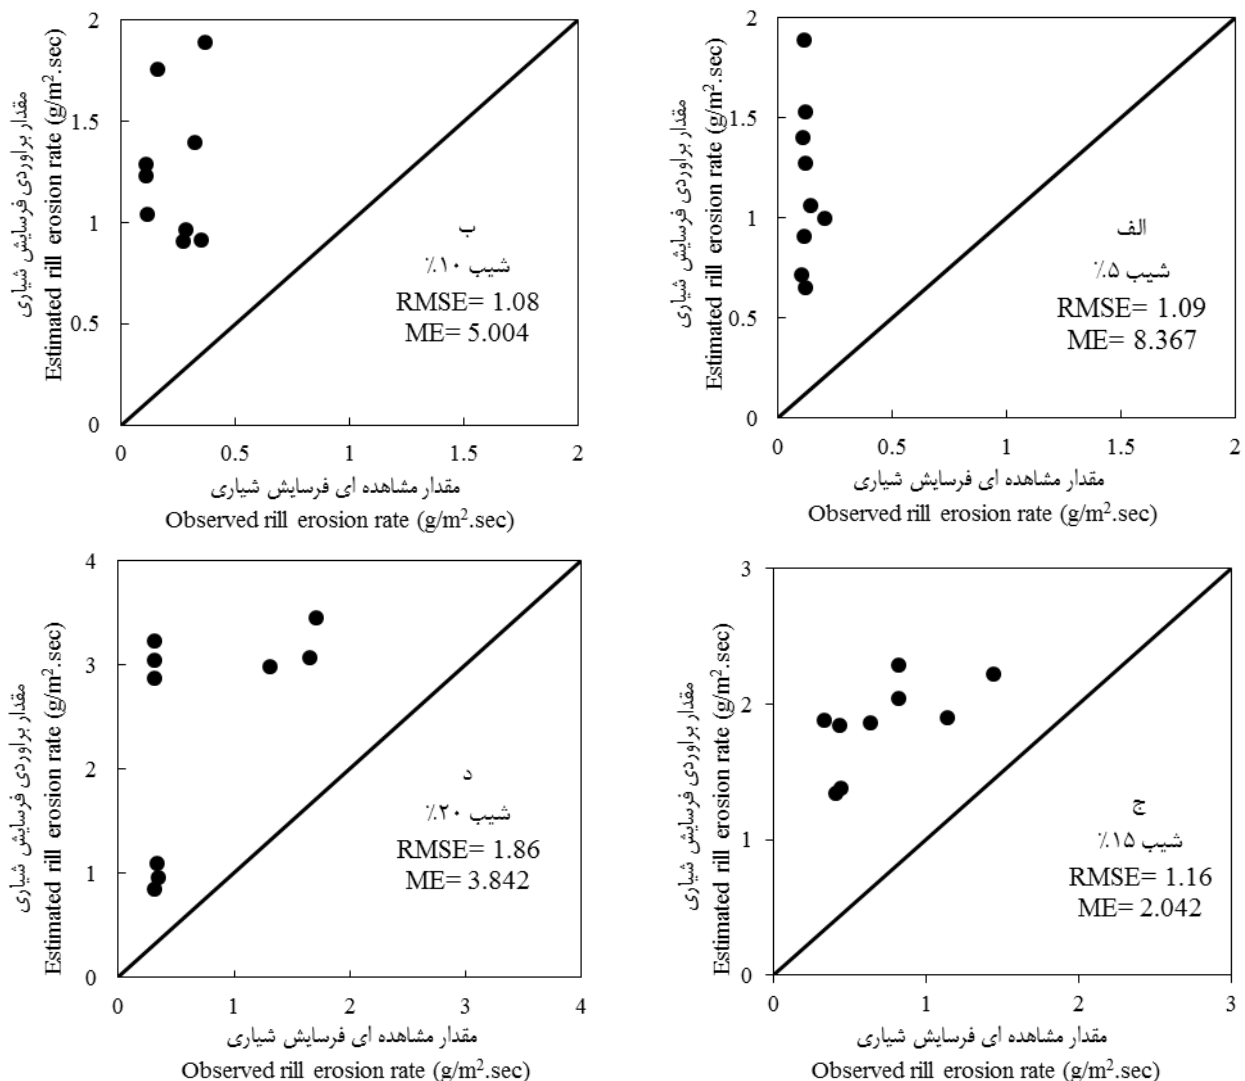 2
1.5
1
0.5
0
0
0.5
1
1.5
2
مقدار براوردی فرسایش شیاری
Estimated rill erosion rate (g/m².sec)
ب
شیب ۱۰٪
RMSE= 1.08
ME= 5.004
مقدار مشاهده ای فرسایش شیاری
Observed rill erosion rate (g/m².sec)
2
1.5
1
0.5
0
0
0.5
1
1.5
2
مقدار براوردی فرسایش شیاری
Estimated rill erosion rate (g/m².sec)
الف
شیب ۵٪
RMSE= 1.09
ME= 8.367
مقدار مشاهده ای فرسایش شیاری
Observed rill erosion rate (g/m².sec)
4
3
2
1
0
0
1
2
3
4
مقدار براوردی فرسایش شیاری
Estimated rill erosion rate (g/m².sec)
د
شیب ۲۰٪
RMSE= 1.86
ME= 3.842
مقدار مشاهده ای فرسایش شیاری
Observed rill erosion rate (g/m².sec)
3
2
1
0
0
1
2
3
مقدار براوردی فرسایش شیاری
Estimated rill erosion rate (g/m².sec)
ج
شیب ۱۵٪
RMSE= 1.16
ME= 2.042
مقدار مشاهده ای فرسایش شیاری
Observed rill erosion rate (g/m².sec)